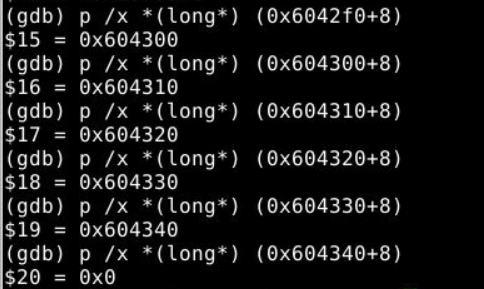 (gdb) p /x *(long*) (0x6042f0+8)
$15 = 0x604300
(gdb) p /x *(long*) (0x604300+8)
$16 = 0x604310
(gdb) p /x *(long*) (0x604310+8)
$17 = 0x604320
(gdb) p /x *(long*) (0x604320+8)
$18 = 0x604330
(gdb) p /x *(long*) (0x604330+8)
$19 = 0x604340
(gdb) p /x *(long*) (0x604340+8)
$20 = 0x0